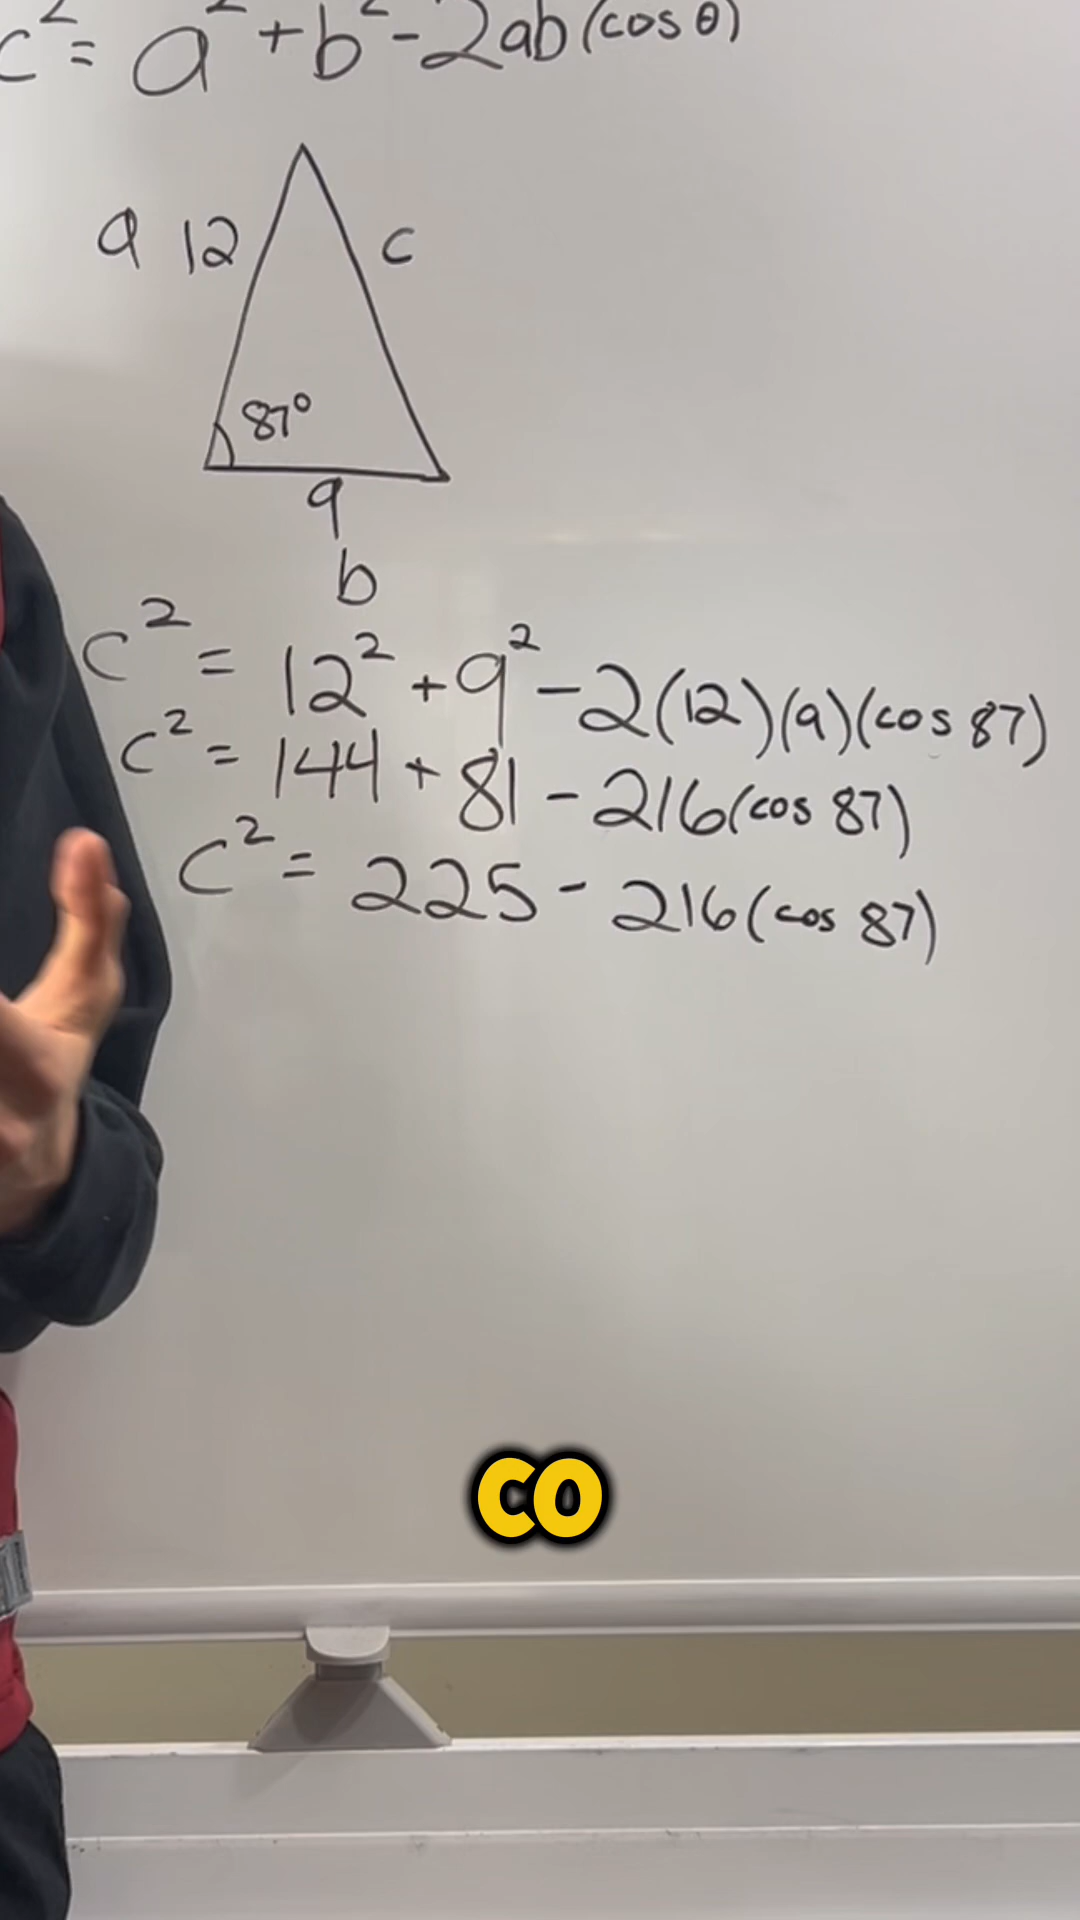 c² = a² + b² - 2ab(cos θ)
a 12 c
87°
9
b
c² = 12² + 9² - 2(12)(9)(cos 87)
c² = 144 + 81 - 216(cos 87)
c² = 225 - 216(cos 87)
CO